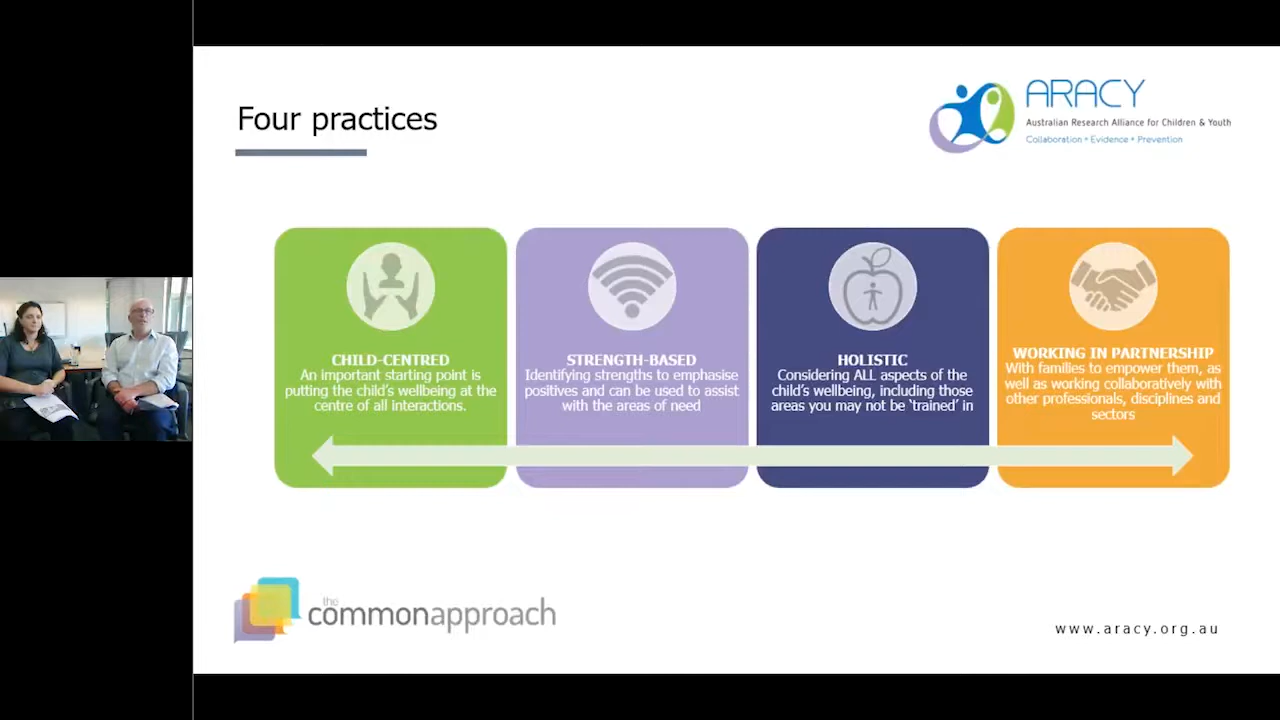 Four practices
ARACY
Australian Research Alliance for Children & Youth
Collaboration • Evidence • Prevention
CHILD-CENTRED
An important starting point is
putting the child's wellbeing at the
centre of all interactions.
STRENGTH-BASED
Identifying strengths to emphasise
positives and can be used to assist
with the areas of need
HOLISTIC
Considering ALL aspects of the
child's wellbeing, including those
areas you may not be 'trained' in
WORKING IN PARTNERSHIP
With families to empower them, as
well as working collaboratively with
other professionals, disciplines and
sectors
the
commonapproach
www.aracy.org.au